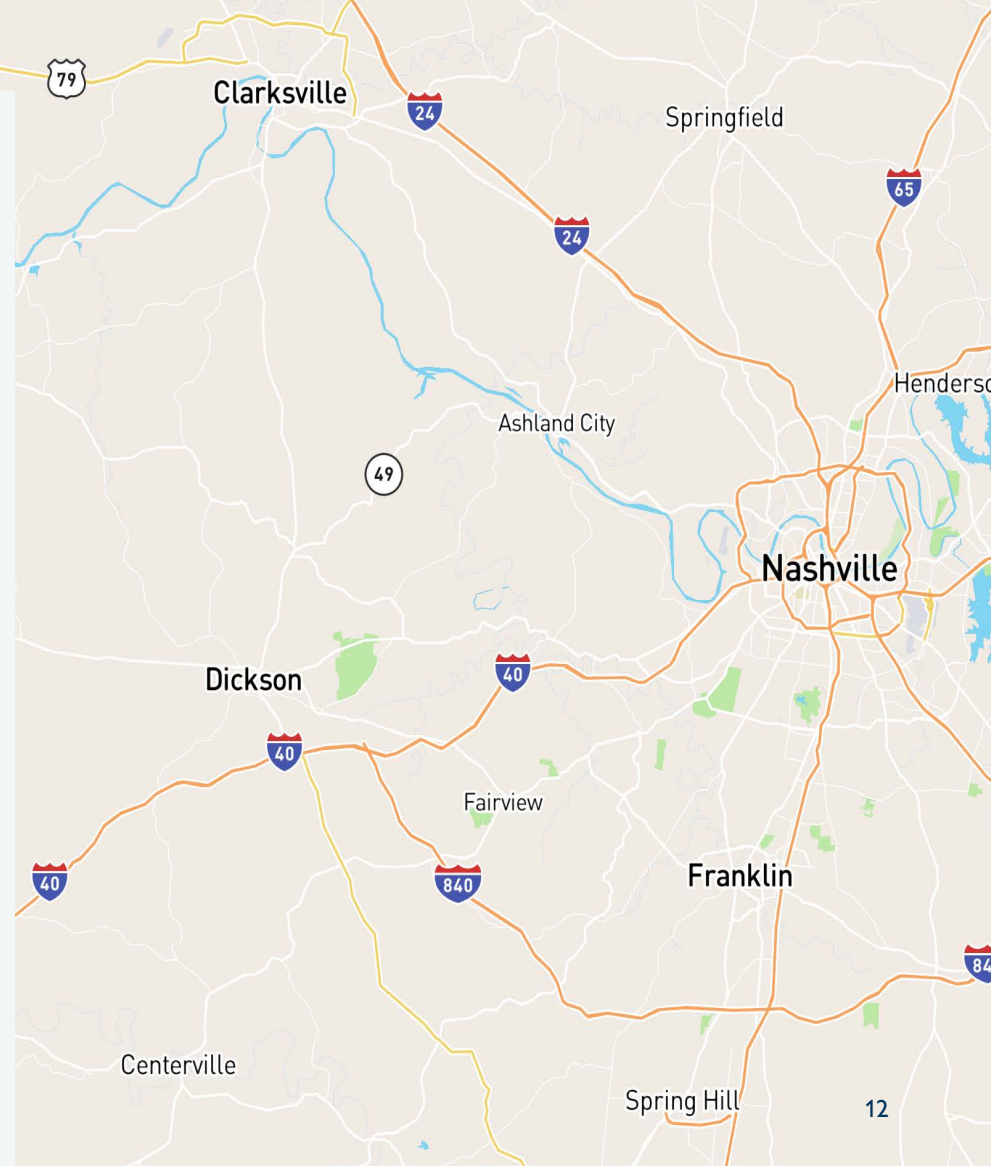 79
Clarksville
24
Springfield
65
24
Henderso
Ashland City
49
Nashville
Dickson
40
40
Fairview
40
840
Franklin
84
Centerville
Spring Hill
12